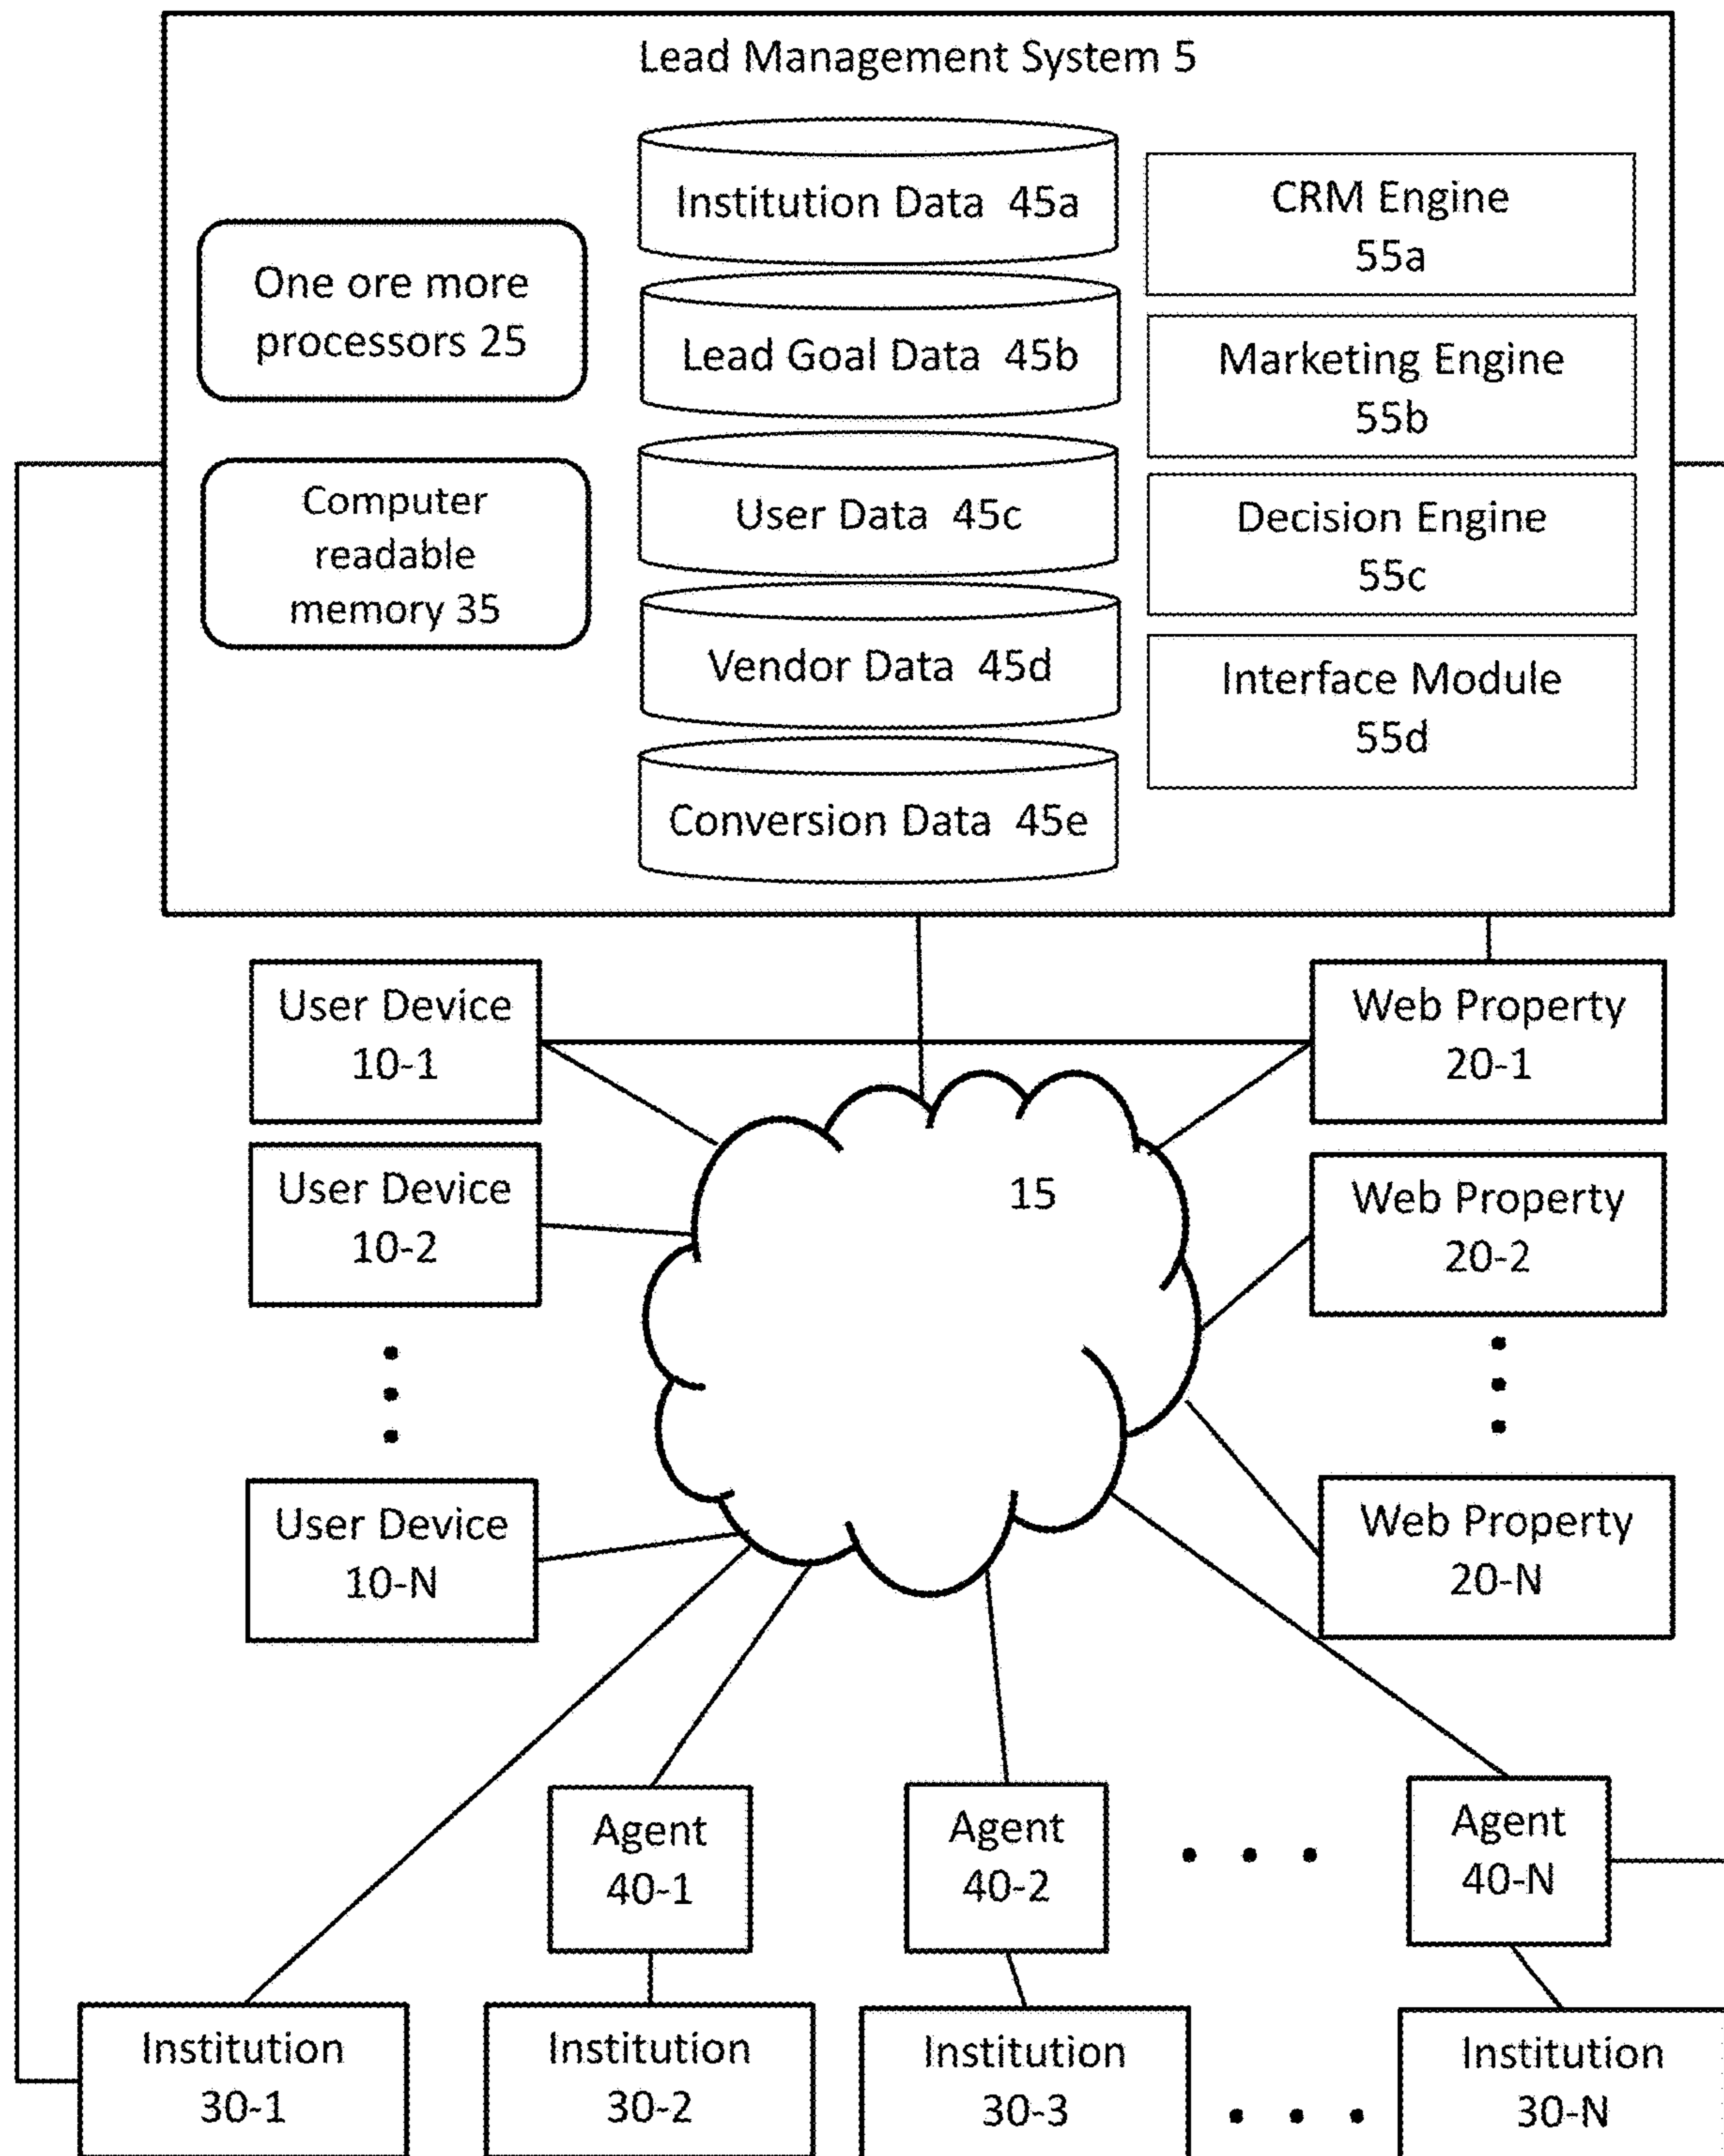 Lead Management System 5
One ore more
processors 25
Computer
readable
memory 35
Institution Data 45a
Lead Goal Data 45b
User Data 45c
Vendor Data 45d
Conversion Data 45e
CRM Engine
55a
Marketing Engine
55b
Decision Engine
55c
Interface Module
55d
User Device
10-1
User Device
10-2
User Device
10-N
15
Web Property
20-1
Web Property
20-2
Web Property
20-N
Agent
40-1
Agent
40-2
Agent
40-N
Institution
30-1
Institution
30-2
Institution
30-3
Institution
30-N